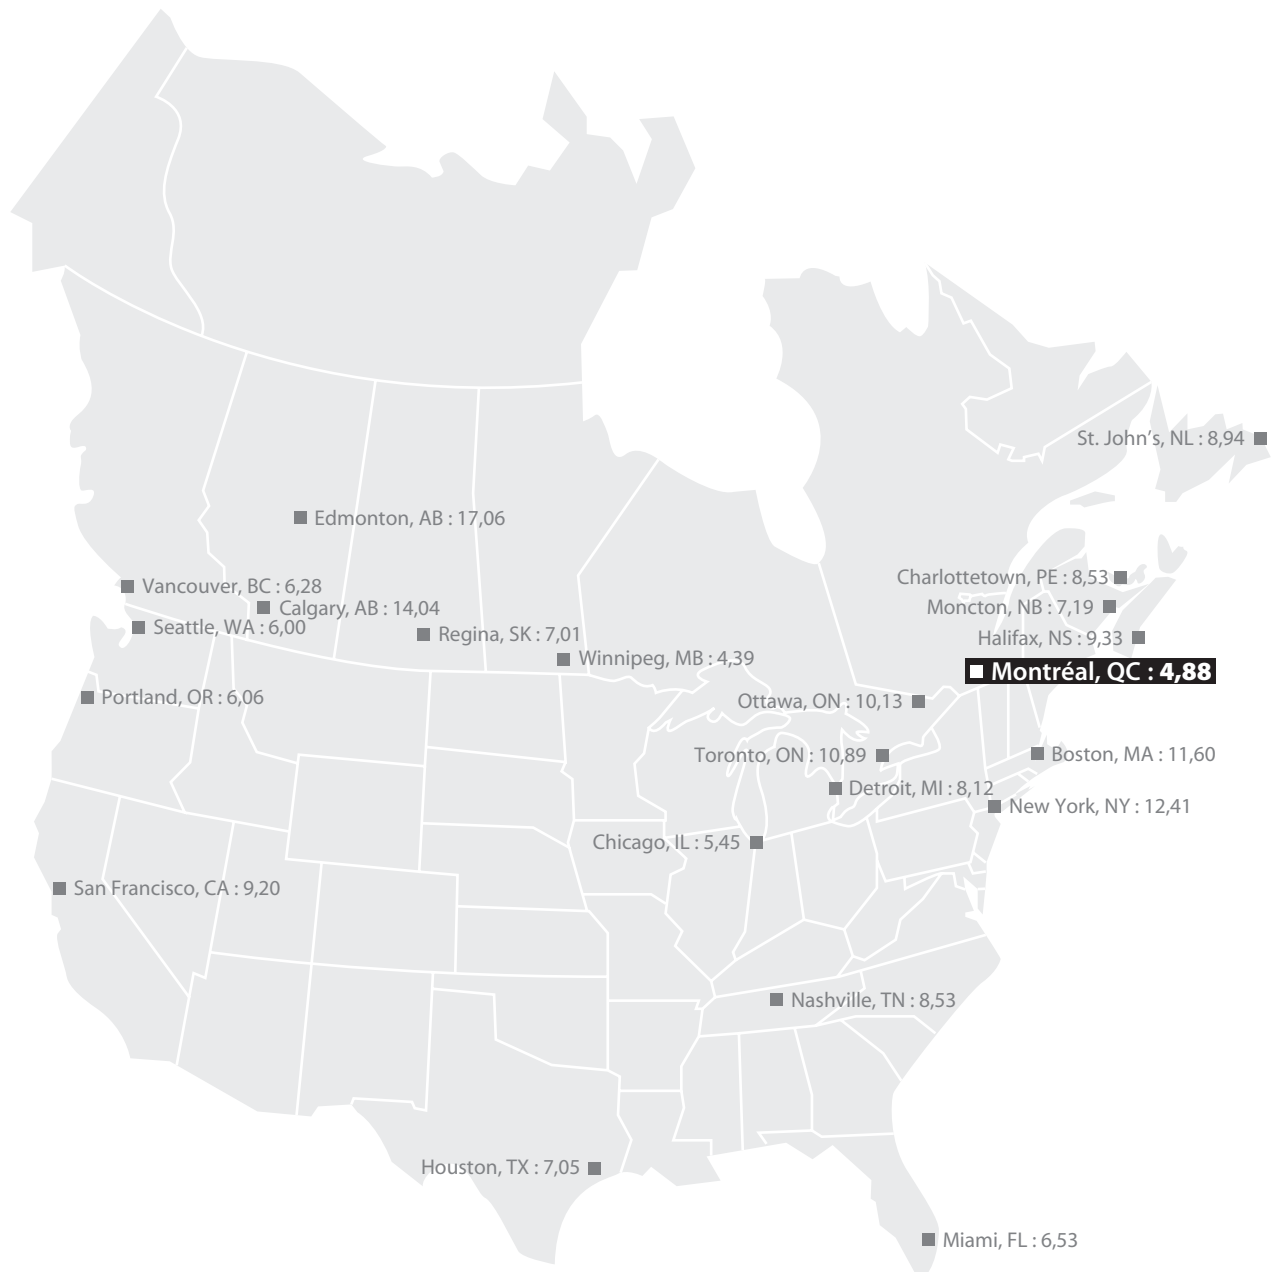 St. John’s, NL : 8,94
Edmonton, AB : 17,06
Charlottetown, PE : 8,53
Vancouver, BC : 6,28
Calgary, AB : 14,04
Moncton, NB : 7,19
Seattle, WA : 6,00
Regina, SK : 7,01
Halifax, NS : 9,33
Winnipeg, MB : 4,39
Montréal, QC : 4,88
Portland, OR : 6,06
Ottawa, ON : 10,13
Toronto, ON : 10,89
Boston, MA : 11,60
Detroit, MI : 8,12
New York, NY : 12,41
Chicago, IL : 5,45
San Francisco, CA : 9,20
Nashville, TN : 8,53
Houston, TX : 7,05
Miami, FL : 6,53